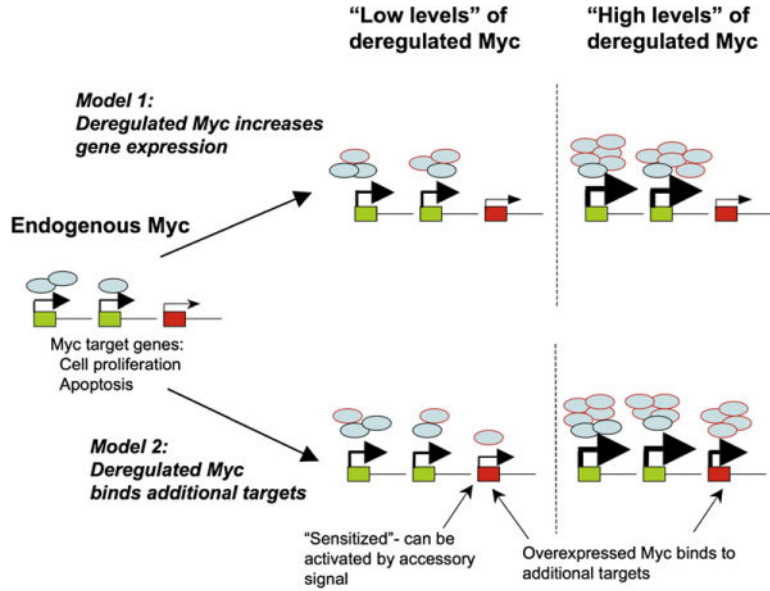 “Low levels” of
deregulated Myc
“High levels” of
deregulated Myc
Model 1:
Deregulated Myc increases
gene expression
Endogenous Myc
Myc target genes:
Cell proliferation
Apoptosis
Model 2:
Deregulated Myc
binds additional targets
“Sensitized”- can be
activated by accessory
signal
Overexpressed Myc binds to
additional targets